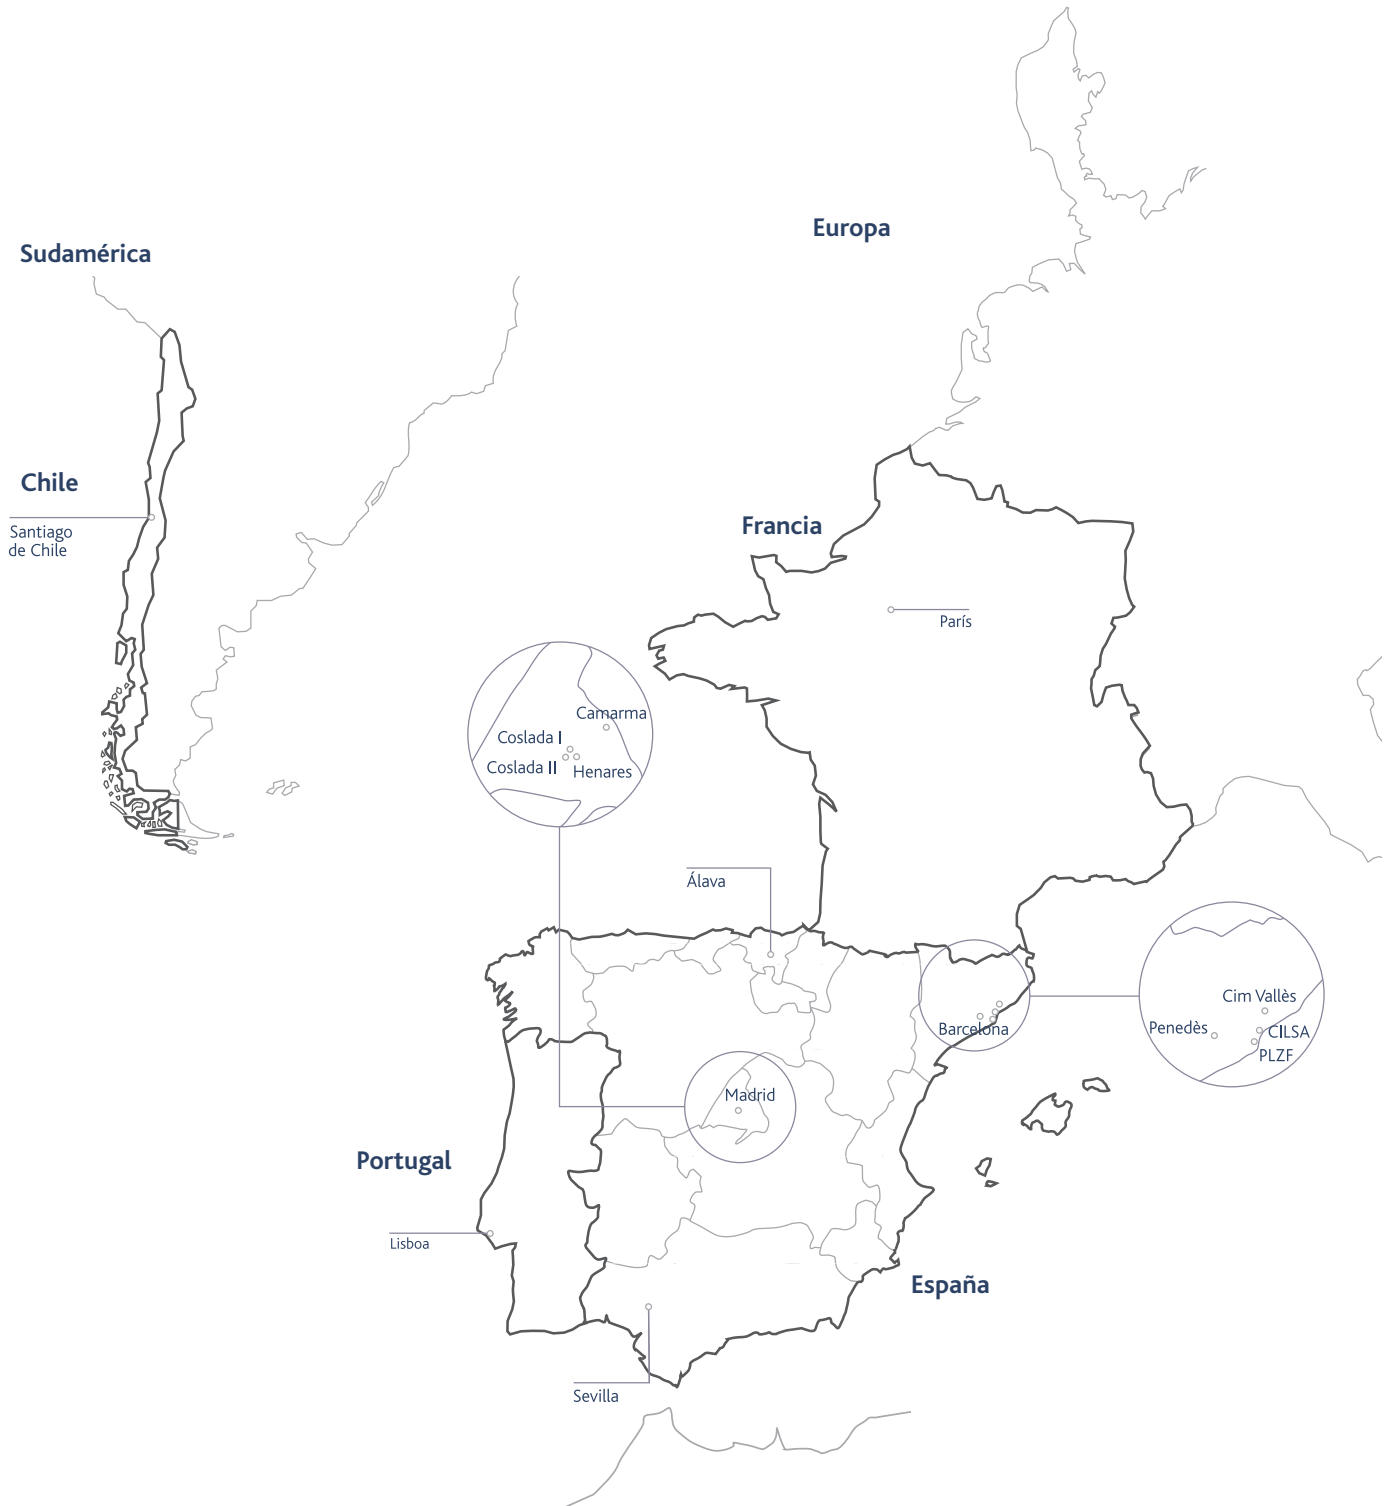 Europa
Sudamérica
Chile
Santiago
de Chile
Francia
París
Camarma
Coslada I
Coslada II
Henares
Álava
Cim Vallès
Penedès
CILSA
PLZF
Barcelona
Madrid
Portugal
Lisboa
España
Sevilla